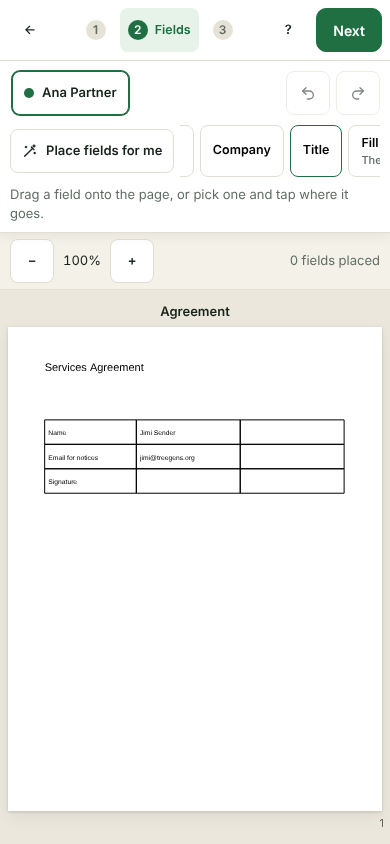 1 2 Fields 3 ? Next
Ana Partner
Place fields for me Company Title Fill
The
Drag a field onto the page, or pick one and tap where it
goes.
− 100% + 0 fields placed
Agreement
Services Agreement
Name Jimi Sender
Email for notices jimi@treegens.org
Signature
1